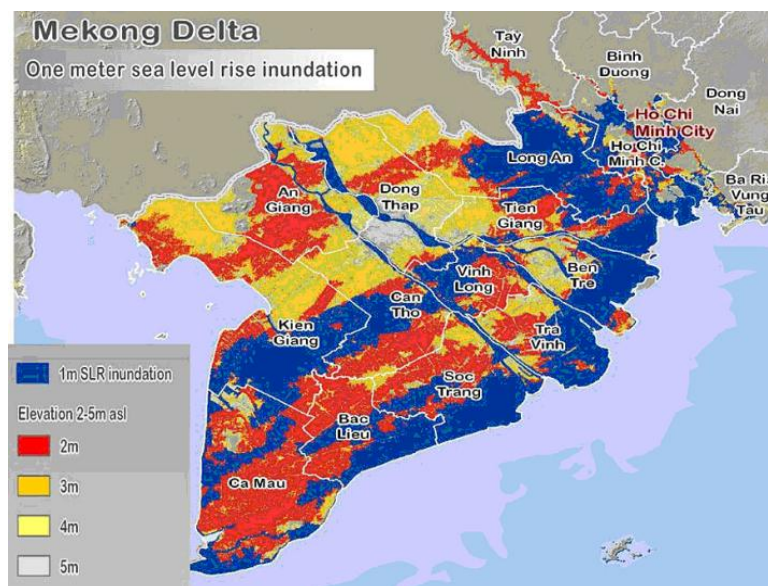 Mekong Delta
One meter sea level rise inundation
Tay
Ninh
Binh
Duong
Dong
Nai
Ho Chi
Minh City
Ho Chi
Minh C.
Ba Ri.
Vung
Tau
Long An
An
Giang
Dong
Thap
Tien
Giang
Ben
Tre
Vinh
Long
Can
Tho
Kien
Giang
Tra
Vinh
Soc
Trang
Bac
Lieu
Ca Mau
1m SLR inundation
Elevation 2-5m asl
2m
3m
4m
5m